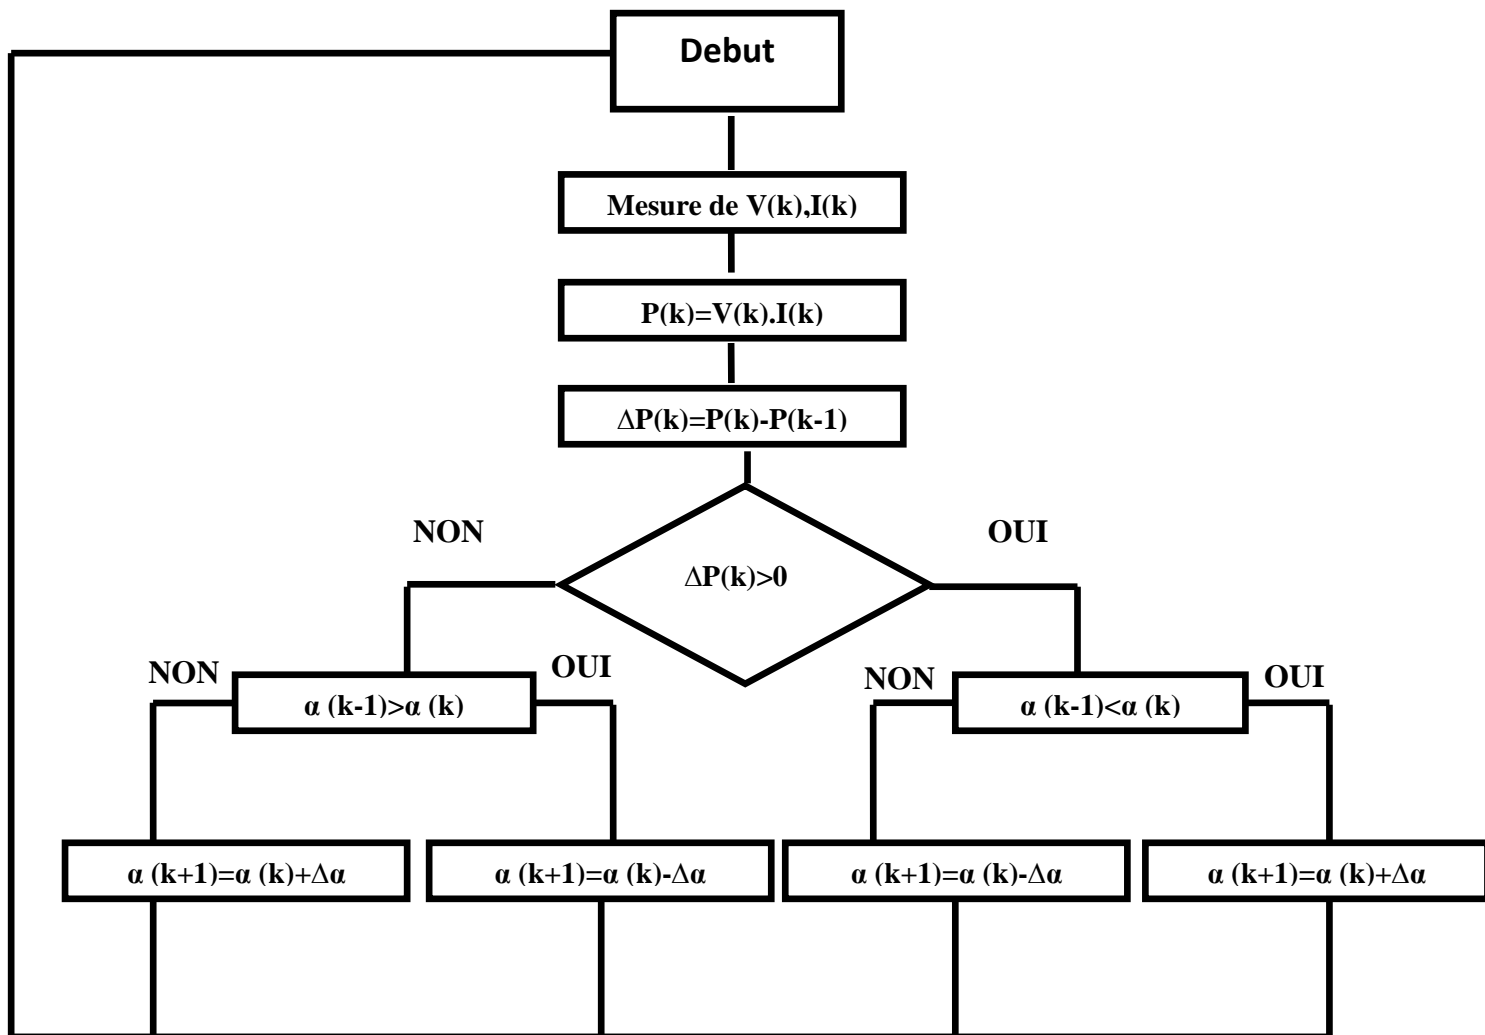 Debut
Mesure de V(k),I(k)
P(k)=V(k).I(k)
∆P(k)=P(k)-P(k-1)
NON
OUI
∆P(k)>0
NON
OUI
NON
OUI
α (k-1)>α (k)
α (k-1)<α (k)
α (k+1)=α (k)+∆α
α (k+1)=α (k)-∆α
α (k+1)=α (k)-∆α
α (k+1)=α (k)+∆α